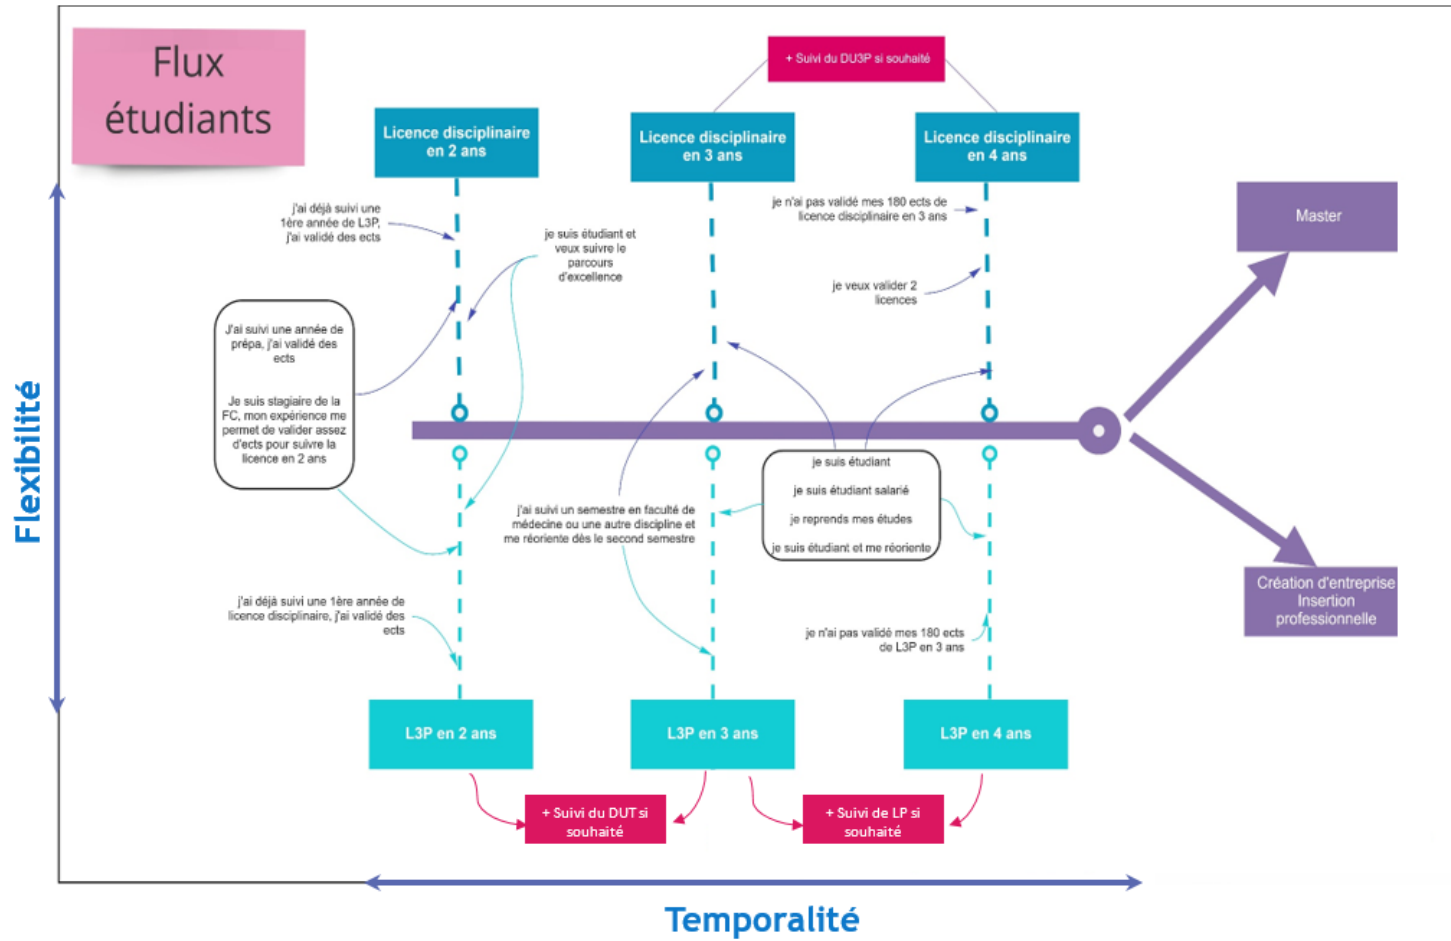 Flux
étudiants
+ Suivi du DU3P si souhaité
Licence disciplinaire
en 2 ans
Licence disciplinaire
en 3 ans
Licence disciplinaire
en 4 ans
j'ai déjà suivi une
1ère année de L3P,
j'ai validé des ects
je suis étudiant et
veux suivre le
parcours
d'excellence
je n'ai pas validé mes 180 ects de
licence disciplinaire en 3 ans
je veux valider 2
licences
Master
J'ai suivi une année de
prépa, j'ai validé des
ects
Je suis stagiaire de la
FC, mon expérience me
permet de valider assez
d'ects pour suivre la
licence en 2 ans
j'ai suivi un semestre en faculté de
médecine ou une autre discipline et
me réoriente dès le second semestre
je suis étudiant
je suis étudiant salarié
je reprends mes études
je suis étudiant et me réoriente
Création d'entreprise
Insertion
professionnelle
j'ai déjà suivi une 1ère année de
licence disciplinaire, j'ai validé des
ects
je n'ai pas validé mes 180 ects
de L3P en 3 ans
L3P en 2 ans
L3P en 3 ans
L3P en 4 ans
+ Suivi du DUT si
souhaité
+ Suivi de LP si
souhaité
Flexibilité
Temporalité